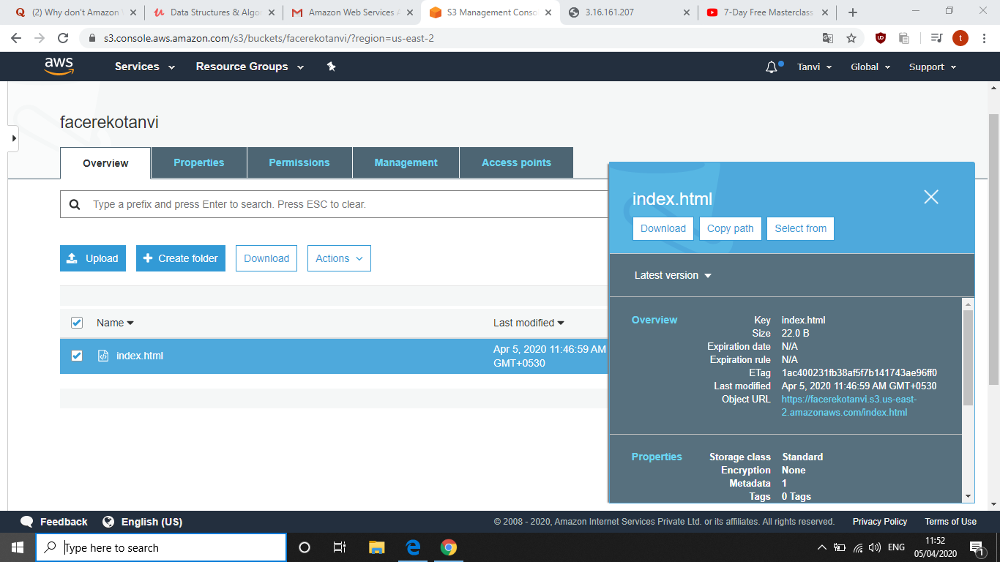 (2) Why don't Amazon
Data Structures & Algo
Amazon Web Services A
S3 Management Conso
3.16.161.207
7-Day Free Masterclass
s3.console.aws.amazon.com/s3/buckets/facerekotanvi/?region=us-east-2
t
aws
Services
Resource Groups
Tanvi
Global
Support
facerekotanvi
Overview
Properties
Permissions
Management
Access points
Type a prefix and press Enter to search. Press ESC to clear.
Upload
Create folder
Download
Actions
Name
Last modified
index.html
Apr 5, 2020 11:46:59 AM
GMT+0530
index.html
Download
Copy path
Select from
Latest version
Overview
Key index.html
Size 22.0 B
Expiration date N/A
Expiration rule N/A
ETag 1ac400231fb38af5f7b141743ae96ff0
Last modified Apr 5, 2020 11:46:59 AM GMT+0530
Object URL https://facerekotanvi.s3.us-east-
2.amazonaws.com/index.html
Properties
Storage class Standard
Encryption None
Metadata 1
Tags 0 Tags
Feedback
English (US)
© 2008 - 2020, Amazon Internet Services Private Ltd. or its affiliates. All rights reserved.
Privacy Policy
Terms of Use
Type here to search
ENG
11:52
05/04/2020
1